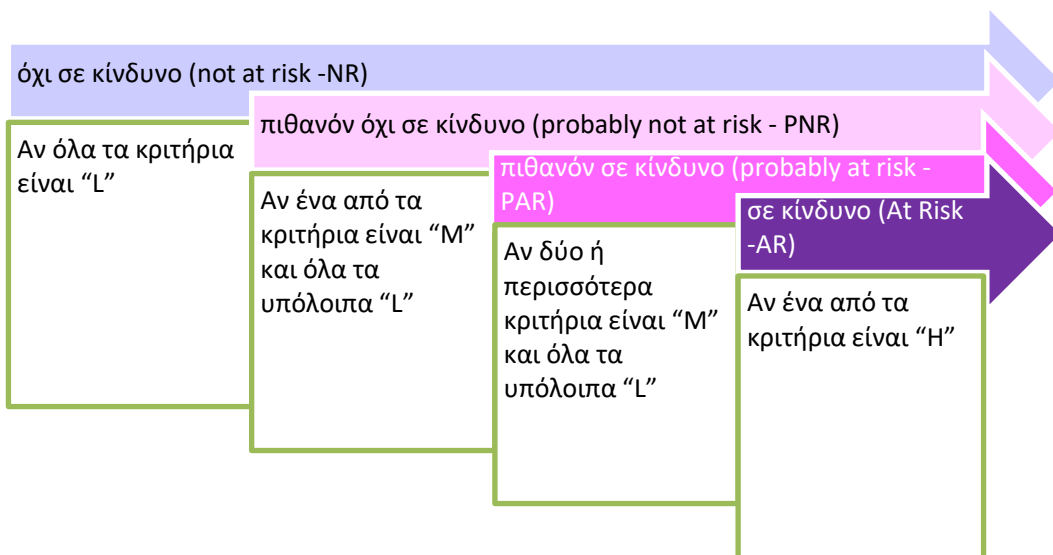 όχι σε κίνδυνο (not at risk -NR)
Αν όλα τα κριτήρια
είναι “L”
πιθανόν όχι σε κίνδυνο (probably not at risk - PNR)
Αν ένα από τα
κριτήρια είναι “M”
και όλα τα
υπόλοιπα “L”
πιθανόν σε κίνδυνο (probably at risk -
PAR)
Αν δύο ή
περισσότερα
κριτήρια είναι “M”
και όλα τα
υπόλοιπα “L”
σε κίνδυνο (At Risk
-AR)
Αν ένα από τα
κριτήρια είναι “H”